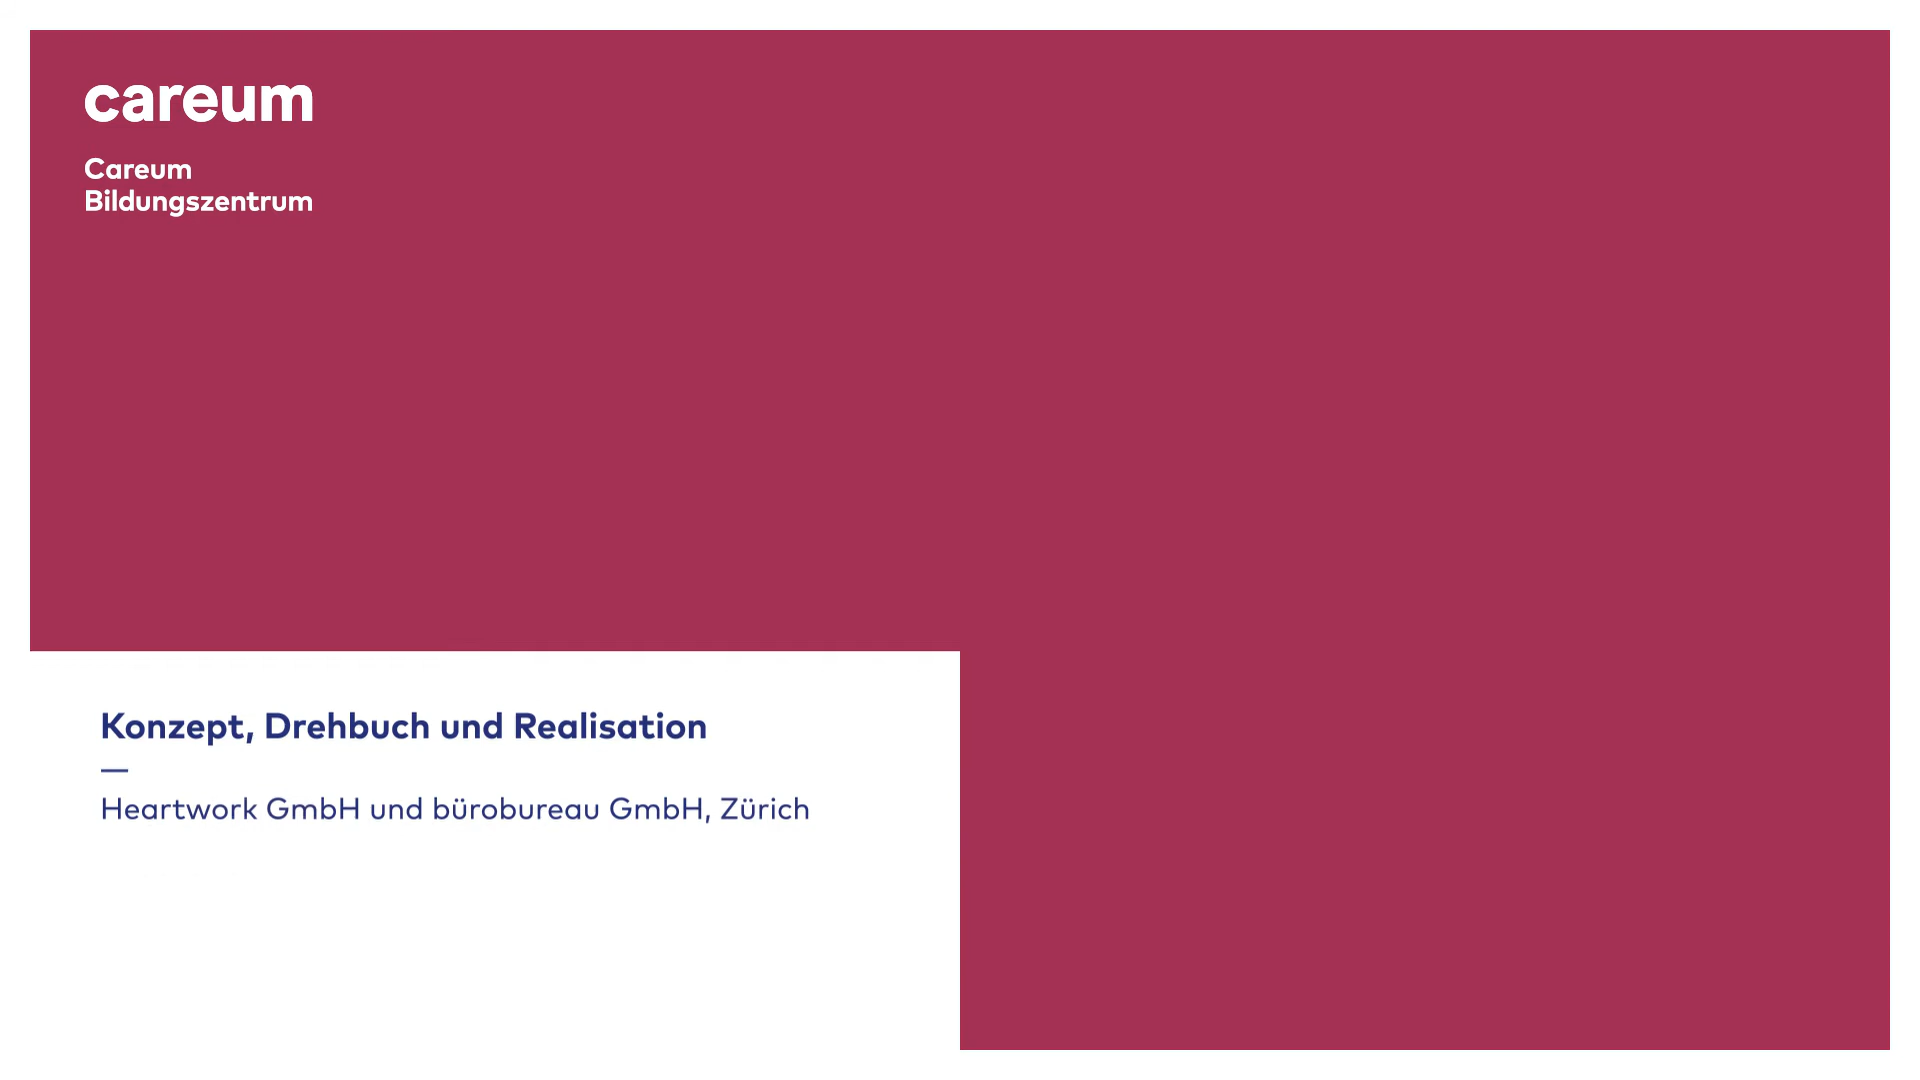 careum
Careum
Bildungszentrum
Konzept, Drehbuch und Realisation
—
Heartwork GmbH und bürobureau GmbH, Zürich